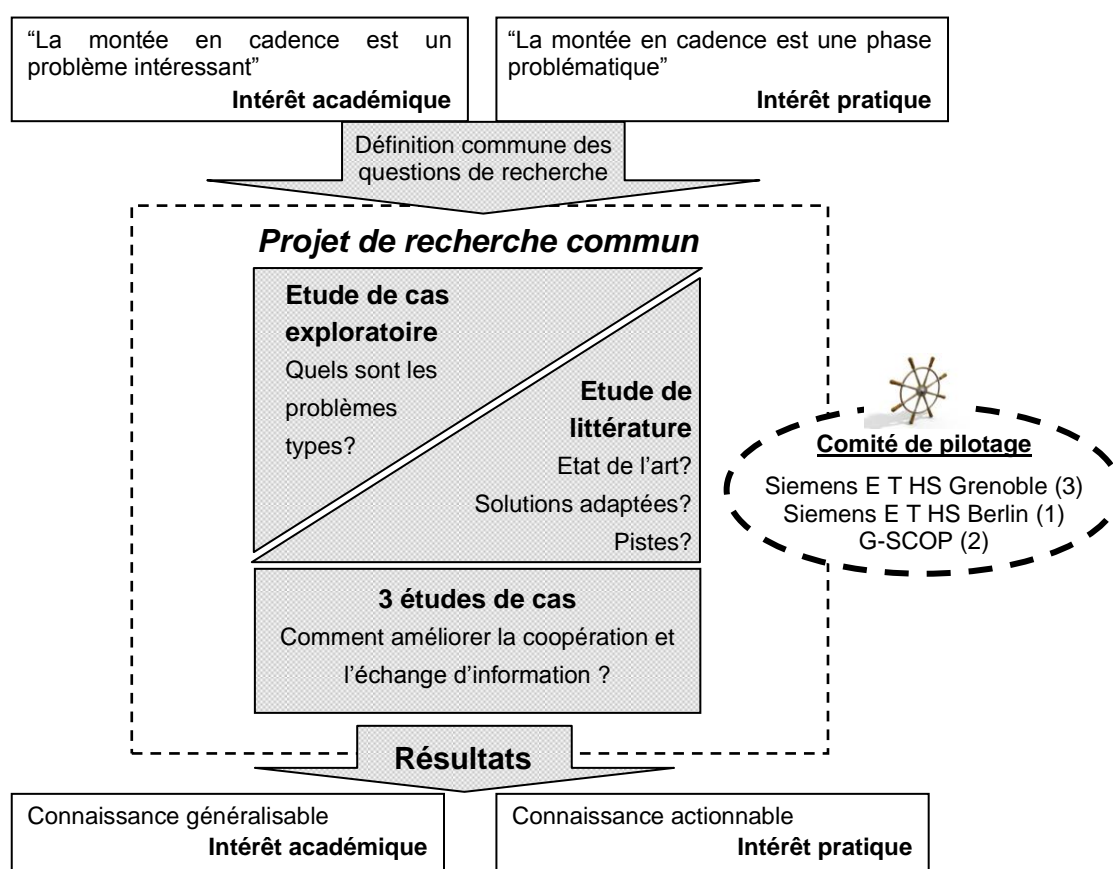 “La montée en cadence est un
problème intéressant”
Intérêt académique
“La montée en cadence est une phase
problématique”
Intérêt pratique
Définition commune des
questions de recherche
Projet de recherche commun
Etude de cas
exploratoire
Quels sont les
problèmes
types?
Etude de
littérature
Etat de l’art?
Solutions adaptées?
Pistes?
Comité de pilotage
Siemens E T HS Grenoble (3)
Siemens E T HS Berlin (1)
G-SCOP (2)
3 études de cas
Comment améliorer la coopération et
l’échange d’information ?
Résultats
Connaissance généralisable
Intérêt académique
Connaissance actionnable
Intérêt pratique